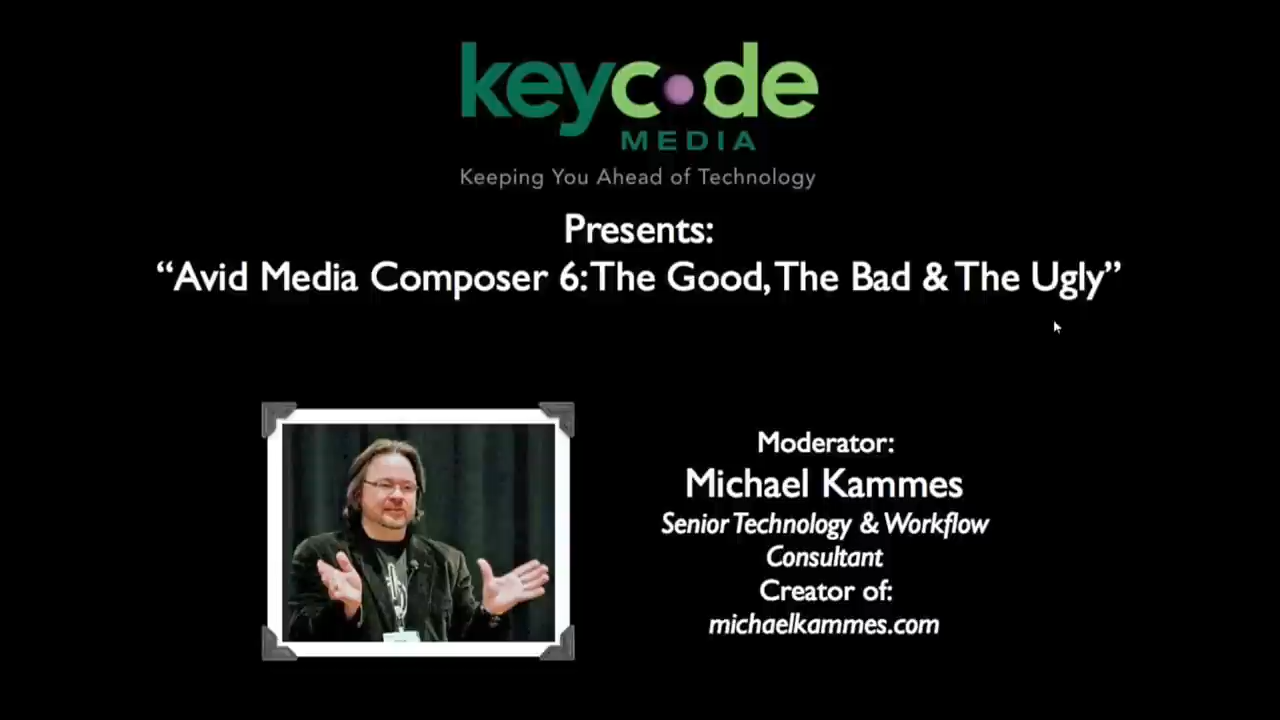 keycode
MEDIA
Keeping You Ahead of Technology
Presents:
“Avid Media Composer 6: The Good, The Bad & The Ugly”
Moderator:
Michael Kammes
Senior Technology & Workflow
Consultant
Creator of:
michaelkammes.com